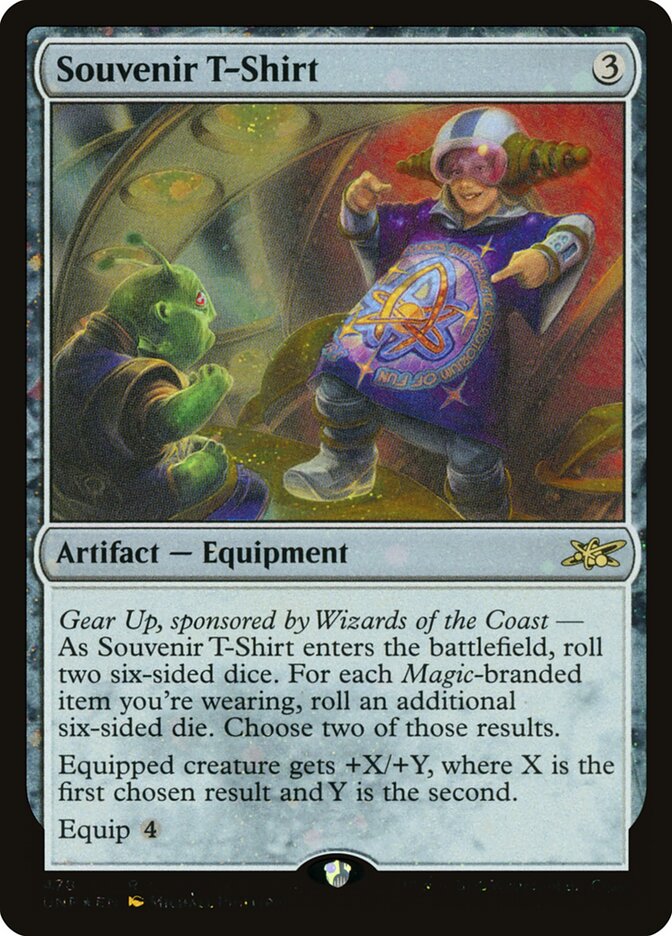 Souvenir T-Shirt
3
OF FUN
Artifact — Equipment
Gear Up, sponsored by Wizards of the Coast —
As Souvenir T-Shirt enters the battlefield, roll
two six-sided dice. For each Magic-branded
item you're wearing, roll an additional
six-sided die. Choose two of those results.
Equipped creature gets +X/+Y, where X is the
first chosen result and Y is the second.
Equip 4